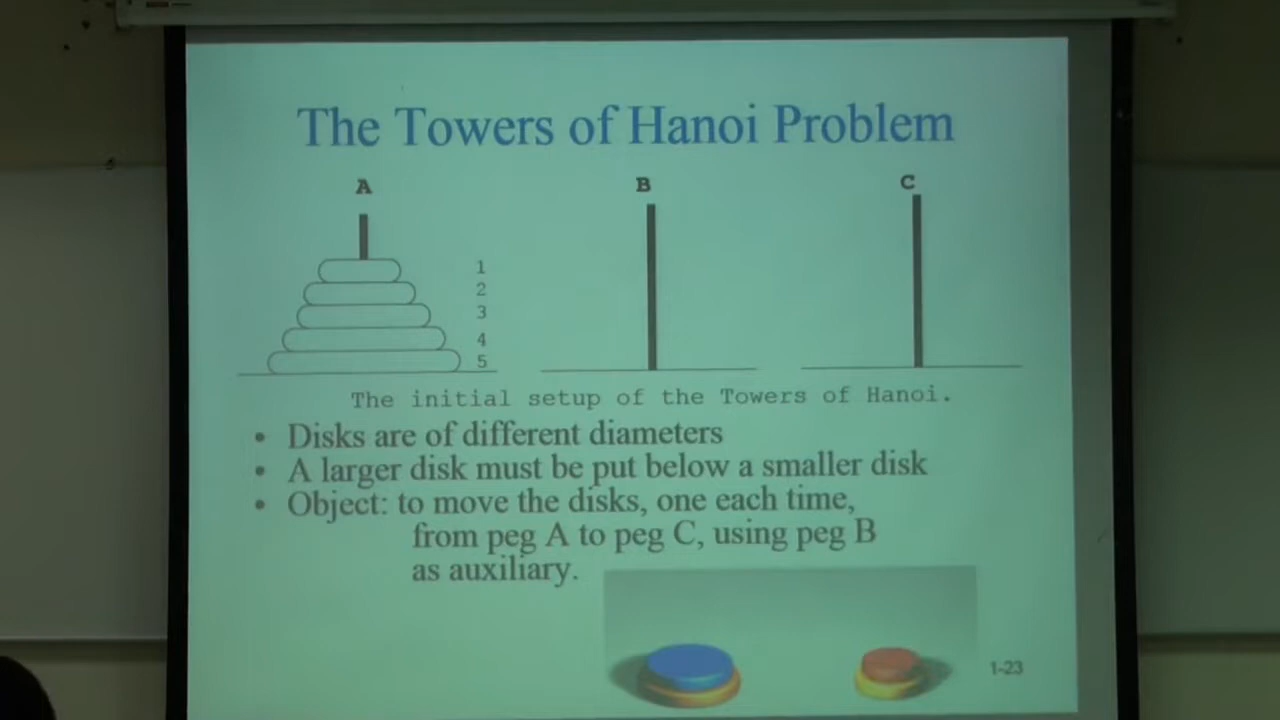 The Towers of Hanoi Problem
A B C
1
2
3
4
5
The initial setup of the Towers of Hanoi.
• Disks are of different diameters
• A larger disk must be put below a smaller disk
• Object: to move the disks, one each time,
from peg A to peg C, using peg B
as auxiliary.
1-23